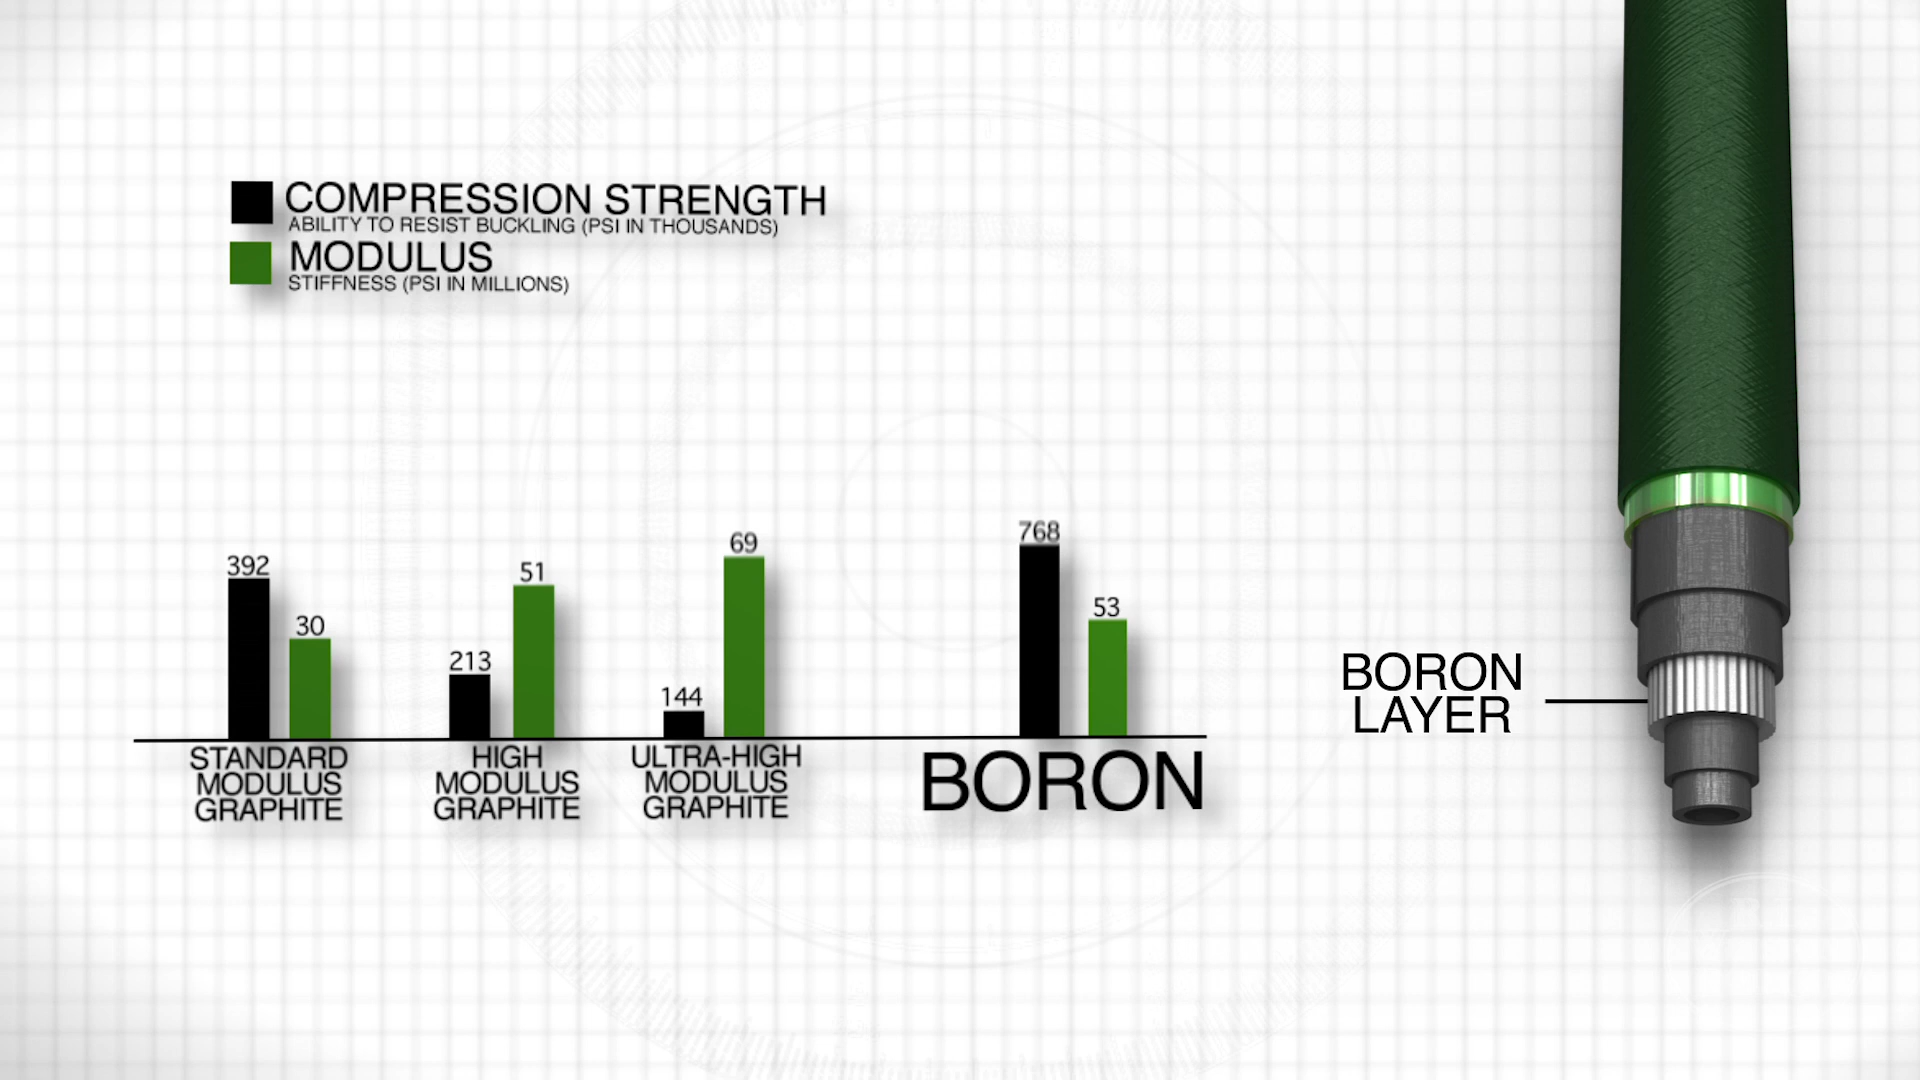 COMPRESSION STRENGTH
ABILITY TO RESIST BUCKLING (PSI IN THOUSANDS)
MODULUS
STIFFNESS (PSI IN MILLIONS)
392
30
213
51
144
69
768
53
STANDARD
MODULUS
GRAPHITE
HIGH
MODULUS
GRAPHITE
ULTRA-HIGH
MODULUS
GRAPHITE
BORON
BORON
LAYER